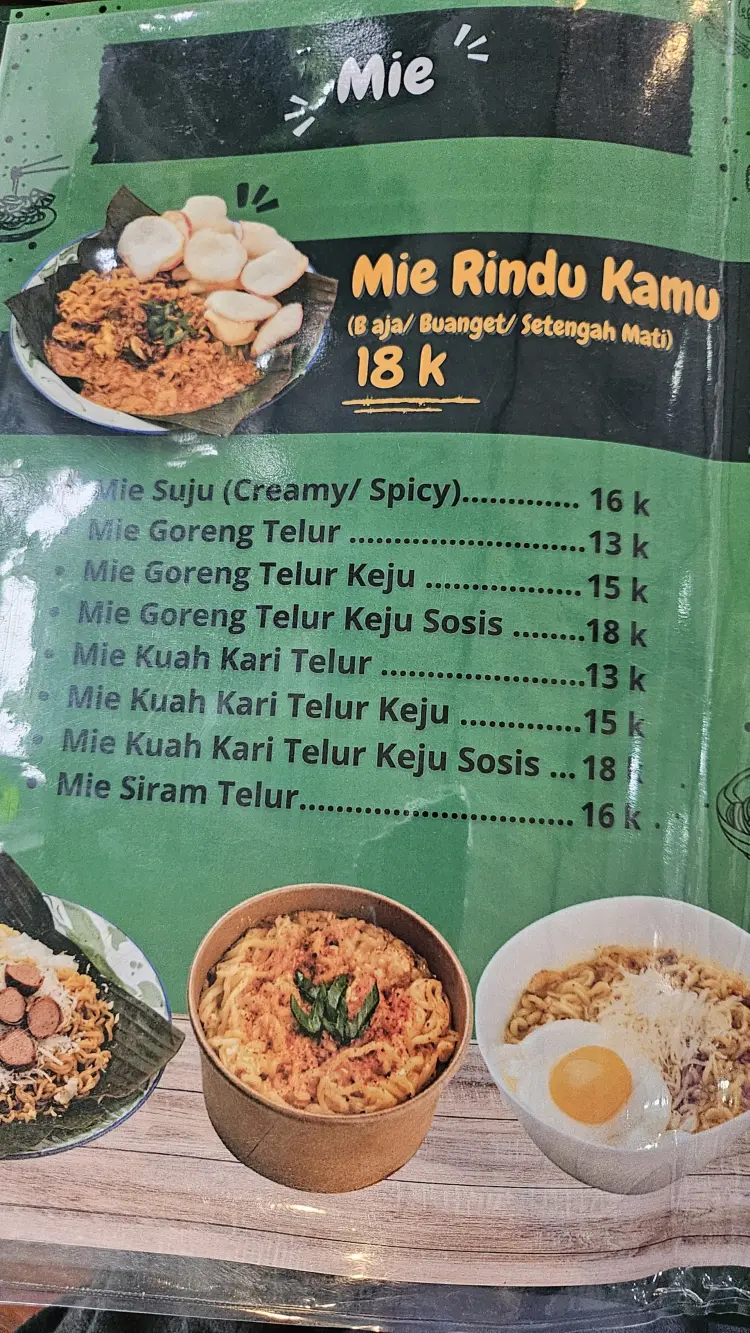 Mie
Mie Rindu Kamu
(B aja/ Buanget/ Setengah Mati)
18 k
Mie Suju (Creamy/ Spicy)............. 16 k
• Mie Goreng Telur ..........................13 k
• Mie Goreng Telur Keju .................15 k
• Mie Goreng Telur Keju Sosis ........18 k
• Mie Kuah Kari Telur ......................13 k
• Mie Kuah Kari Telur Keju .............15 k
• Mie Kuah Kari Telur Keju Sosis ...18 k
• Mie Siram Telur.............................. 16 k